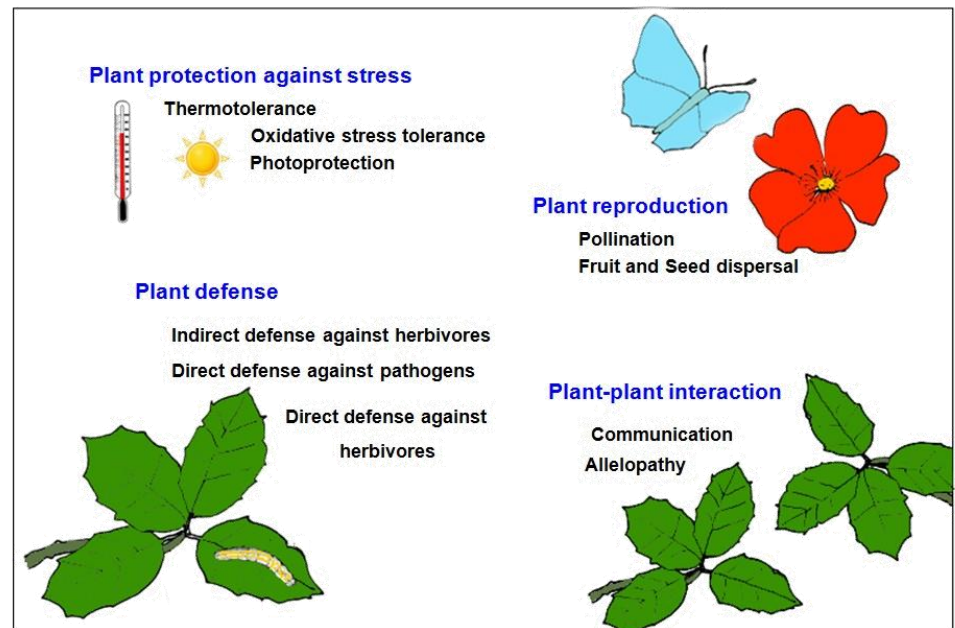 Plant protection against stress
Thermotolerance
Oxidative stress tolerance
Photoprotection
Plant reproduction
Pollination
Fruit and Seed dispersal
Plant defense
Indirect defense against herbivores
Direct defense against pathogens
Direct defense against
herbivores
Plant-plant interaction
Communication
Allelopathy